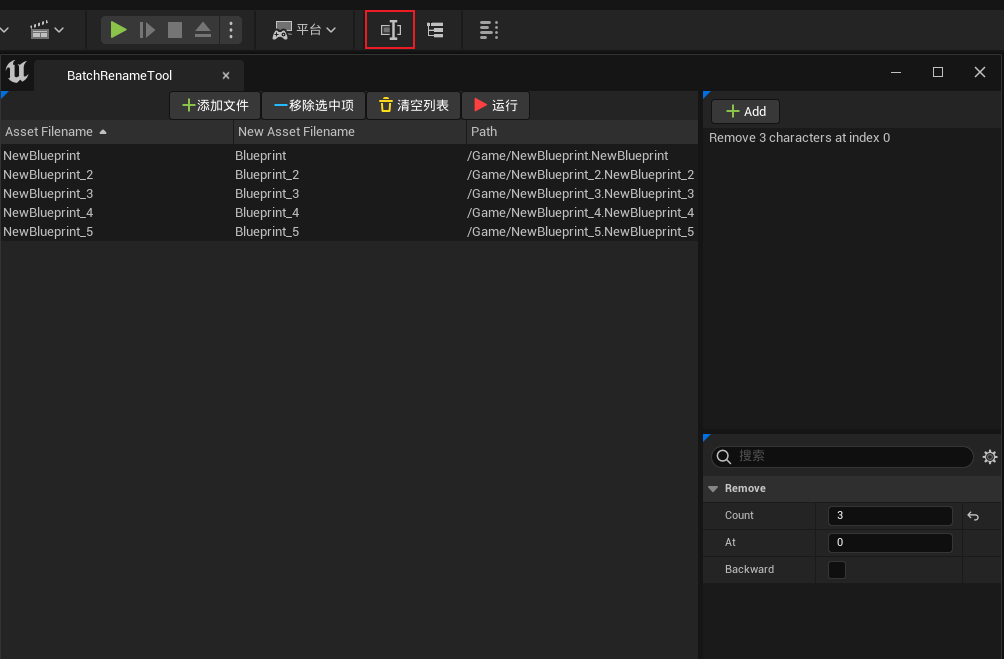 平台
BatchRenameTool
添加文件 移除选中项 清空列表 运行
Asset Filename New Asset Filename Path
NewBlueprint Blueprint /Game/NewBlueprint.NewBlueprint
NewBlueprint_2 Blueprint_2 /Game/NewBlueprint_2.NewBlueprint_2
NewBlueprint_3 Blueprint_3 /Game/NewBlueprint_3.NewBlueprint_3
NewBlueprint_4 Blueprint_4 /Game/NewBlueprint_4.NewBlueprint_4
NewBlueprint_5 Blueprint_5 /Game/NewBlueprint_5.NewBlueprint_5
Add
Remove 3 characters at index 0
搜索
Remove
Count 3
At 0
Backward